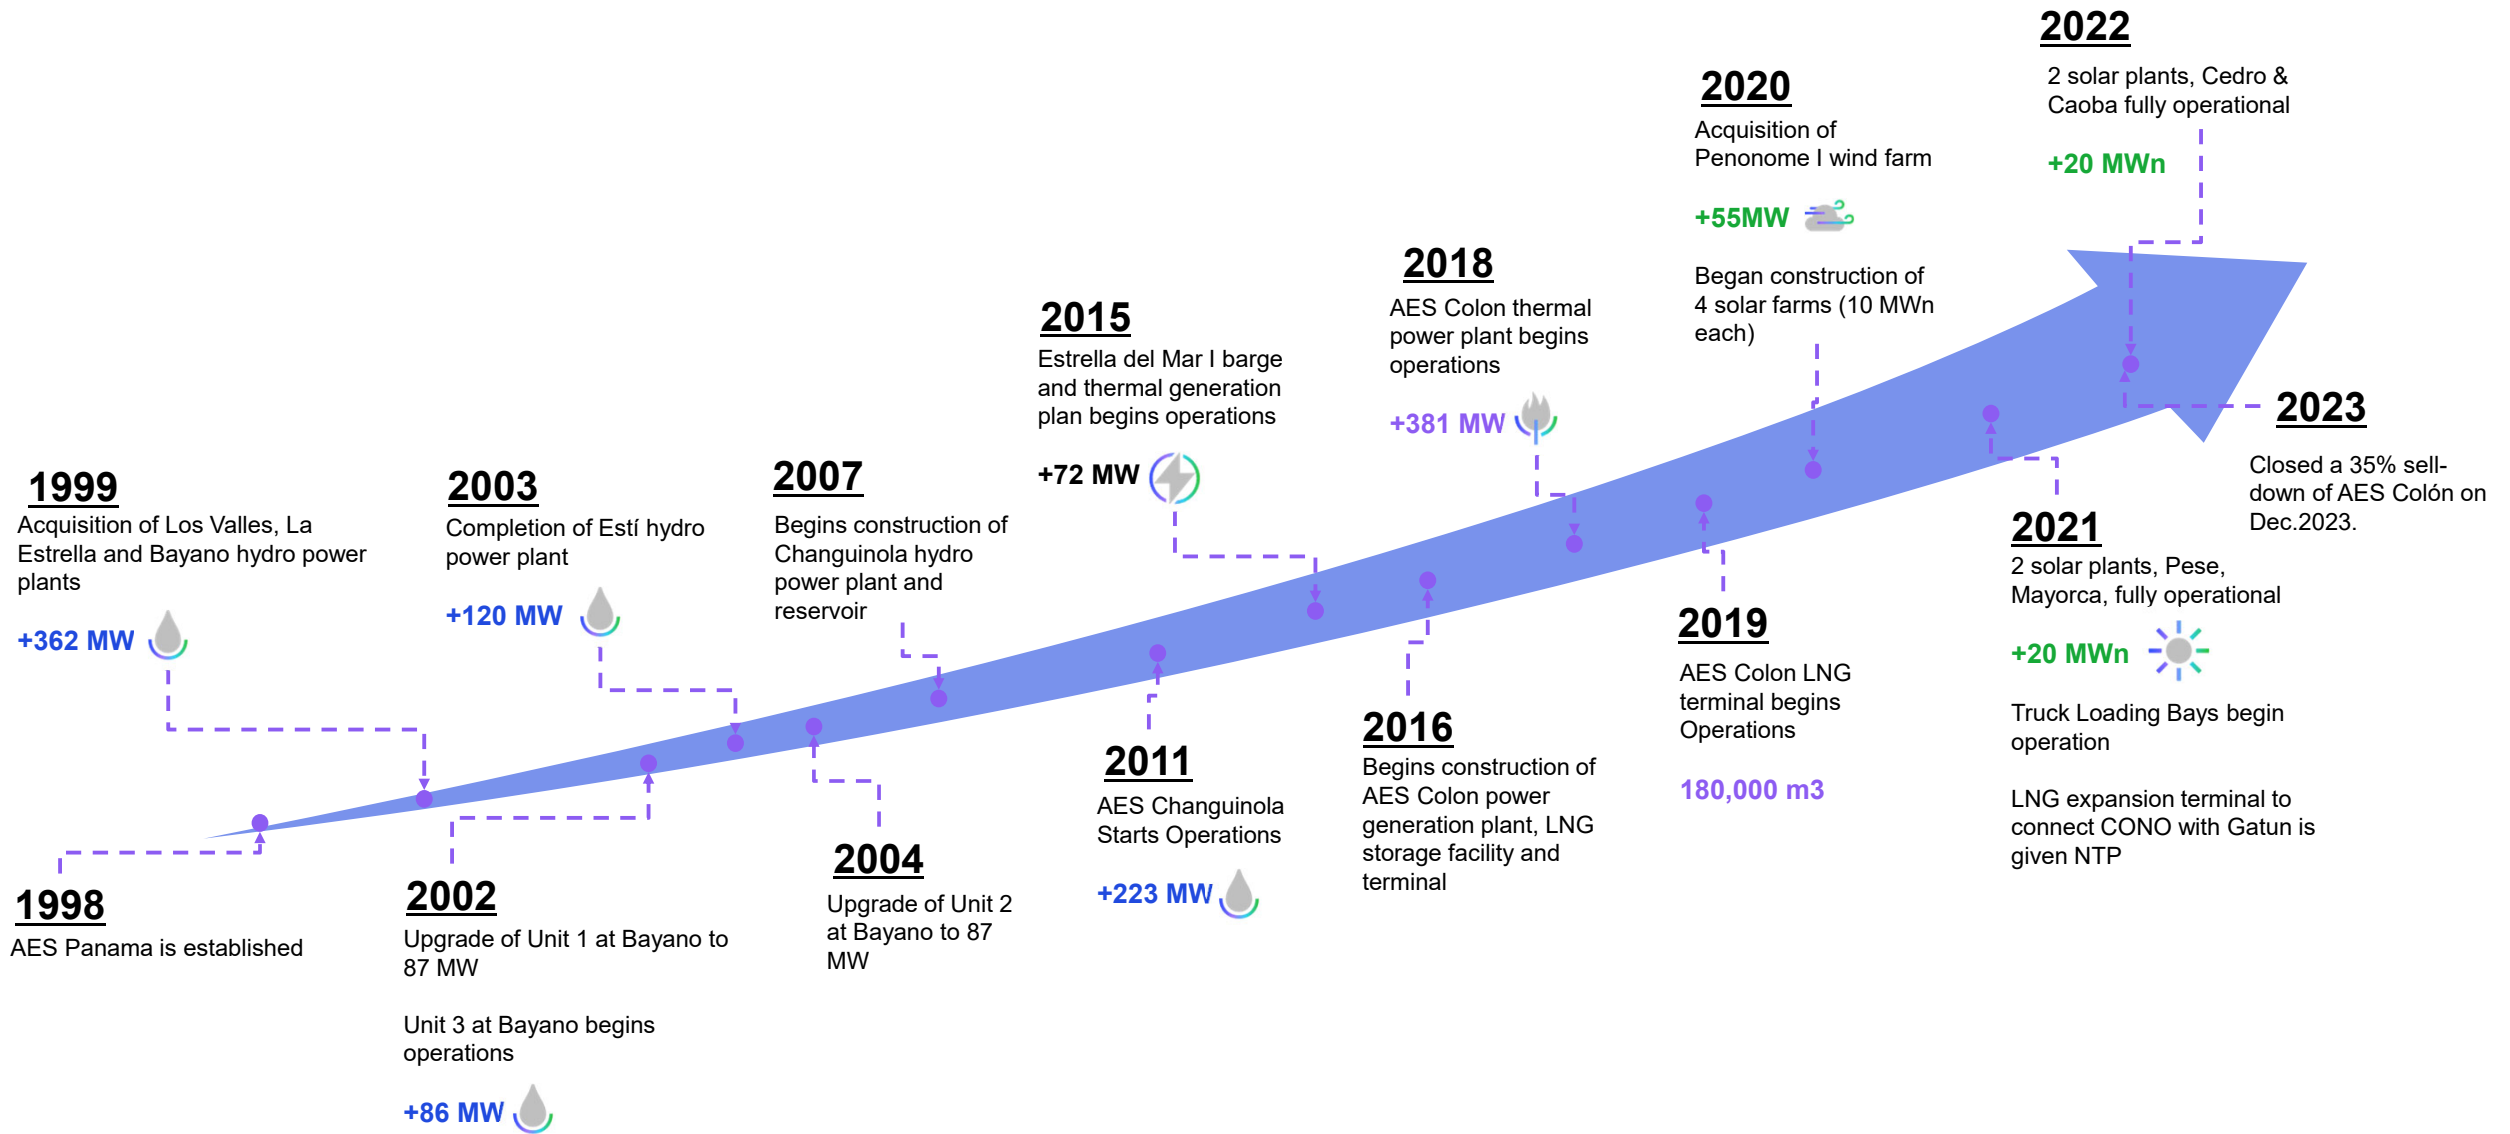 1998
AES Panama is established
1999
Acquisition of Los Valles, La
Estrella and Bayano hydro power
plants
+362 MW
2002
Upgrade of Unit 1 at Bayano to
87 MW
Unit 3 at Bayano begins
operations
+86 MW
2003
Completion of Estí hydro
power plant
+120 MW
2004
Upgrade of Unit 2
at Bayano to 87
MW
2007
Begins construction of
Changuinola hydro
power plant and
reservoir
2011
AES Changuinola
Starts Operations
+223 MW
2015
Estrella del Mar I barge
and thermal generation
plan begins operations
+72 MW
2016
Begins construction of
AES Colon power
generation plant, LNG
storage facility and
terminal
2018
AES Colon thermal
power plant begins
operations
+381 MW
2019
AES Colon LNG
terminal begins
Operations
180,000 m3
2020
Acquisition of
Penonome I wind farm
+55MW
Began construction of
4 solar farms (10 MWn
each)
2021
2 solar plants, Pese,
Mayorca, fully operational
+20 MWn
Truck Loading Bays begin
operation
LNG expansion terminal to
connect CONO with Gatun is
given NTP
2022
2 solar plants, Cedro &
Caoba fully operational
+20 MWn
2023
Closed a 35% sell-
down of AES Colón on
Dec.2023.